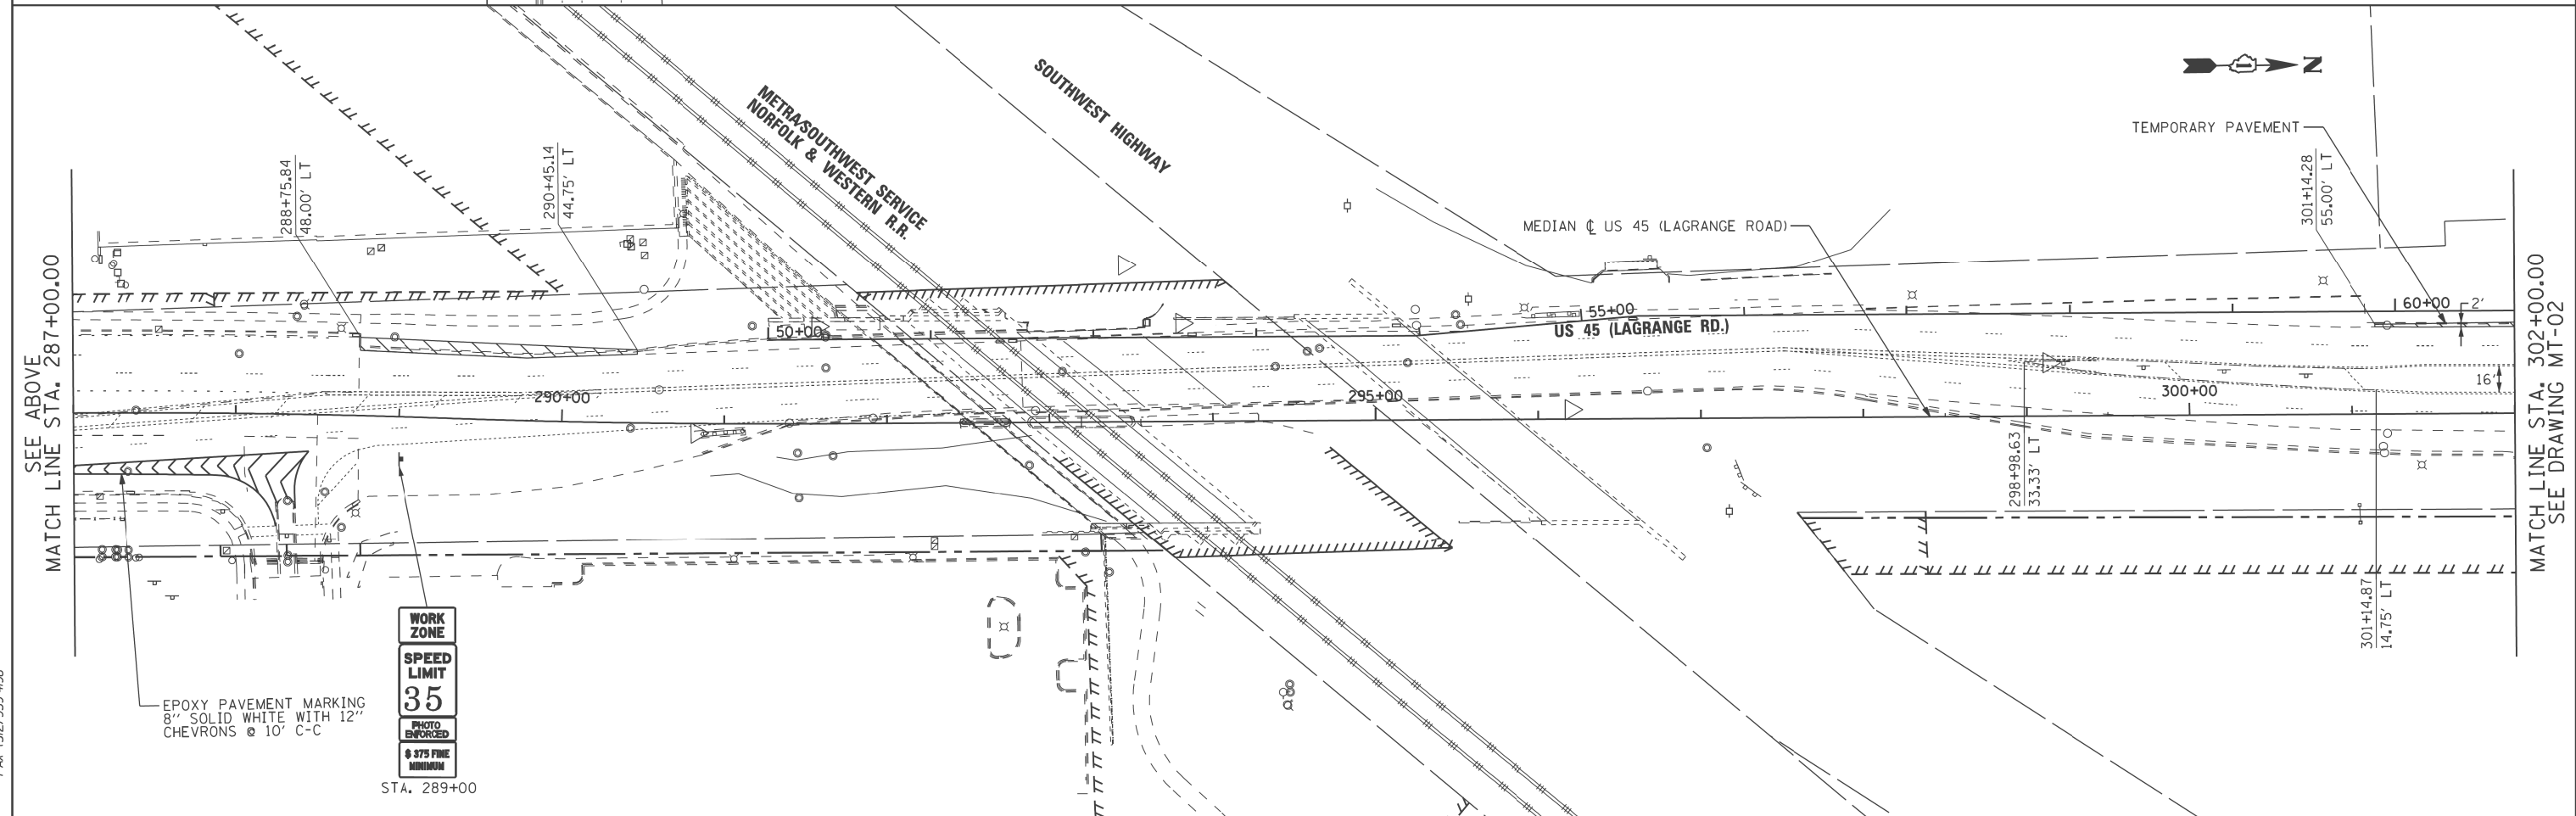 SEE ABOVE
MATCH LINE STA. 287+00.00
288+75.84
48.00' LT
290+45.14
44.75' LT
METRA/SOUTHWEST SERVICE
NORFOLK & WESTERN R.R.
SOUTHWEST HIGHWAY
N
TEMPORARY PAVEMENT
MEDIAN ℄ US 45 (LAGRANGE ROAD)
301+14.28
55.00' LT
50+00
55+00
US 45 (LAGRANGE RD.)
60+00
2'
16'
290+00
295+00
300+00
298+98.63
33.33' LT
301+14.87
14.75' LT
MATCH LINE STA. 302+00.00
SEE DRAWING MT-02
EPOXY PAVEMENT MARKING
8" SOLID WHITE WITH 12"
CHEVRONS @ 10' C-C
WORK
ZONE
SPEED
LIMIT
35
PHOTO
ENFORCED
$ 375 FINE
MINIMUM
STA. 289+00